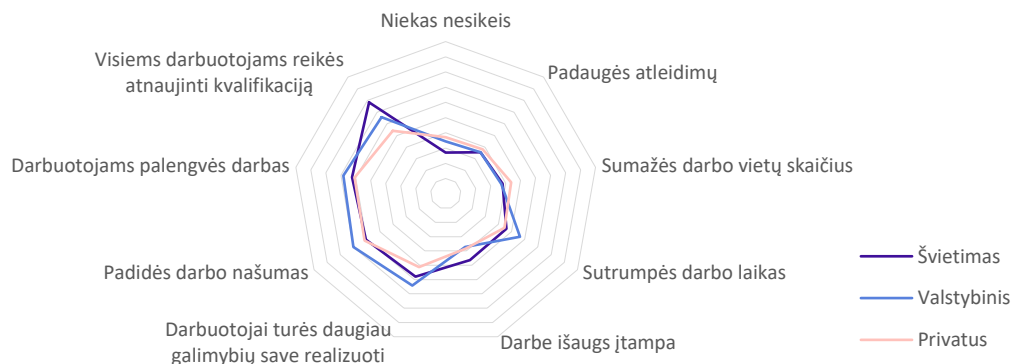 Niekas nesikeis
Visiems darbuotojams reikės
atnaujinti kvalifikaciją
Padaugės atleidimų
Darbuotojams palengvės darbas
Sumažės darbo vietų skaičius
Padidės darbo našumas
Sutrumpės darbo laikas
Darbuotojai turės daugiau
galimybių save realizuoti
Darbe išaugs įtampa
Švietimas
Valstybinis
Privatus